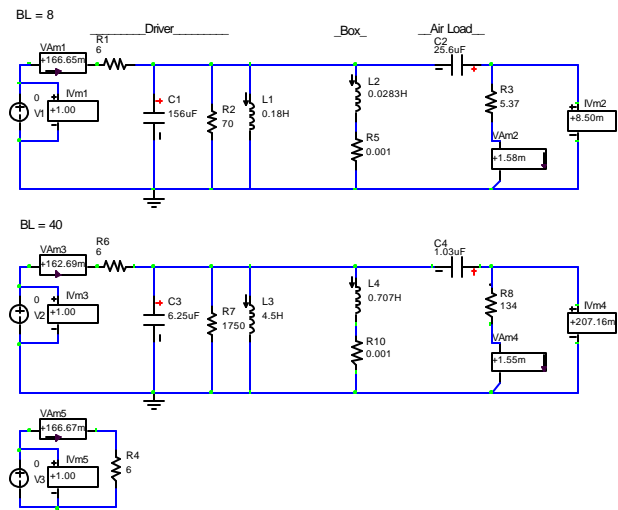 BL = 8
_______Driver_________ _Box_ __Air Load__
VAm1
+166.65m
R1
6
C2
25.6uF
0
V1
IVm1
+1.00
C1
156uF
R2
70
L1
0.18H
L2
0.0283H
R5
0.001
R3
5.37
VAm2
+1.58m
IVm2
+8.50m
BL = 40
VAm3
+162.69m
R6
6
C4
1.03uF
0
V2
IVm3
+1.00
C3
6.25uF
R7
1750
L3
4.5H
L4
0.707H
R10
0.001
R8
134
VAm4
+1.55m
IVm4
+207.16m
VAm5
+166.67m
0
V3
IVm5
+1.00
R4
6